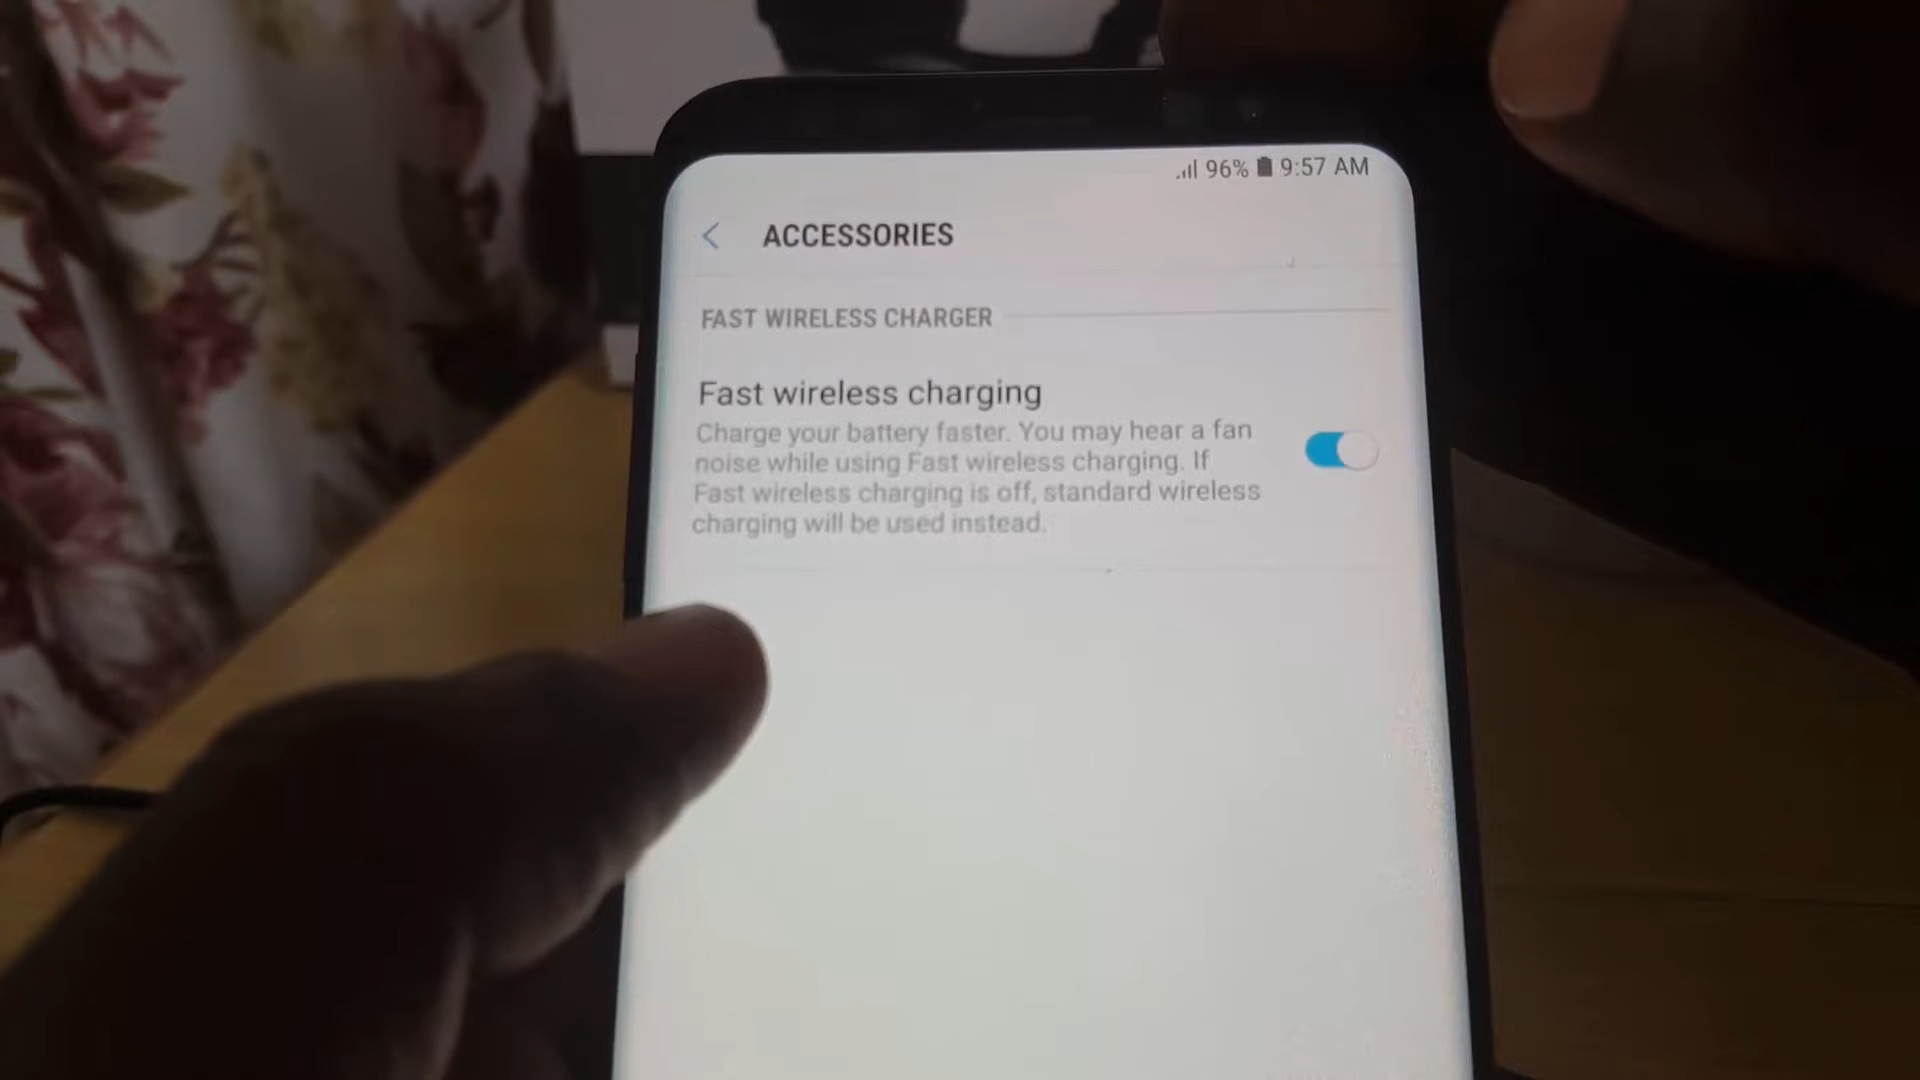 96% 9:57 AM
ACCESSORIES
FAST WIRELESS CHARGER
Fast wireless charging
Charge your battery faster. You may hear a fan
noise while using Fast wireless charging. If
Fast wireless charging is off, standard wireless
charging will be used instead.